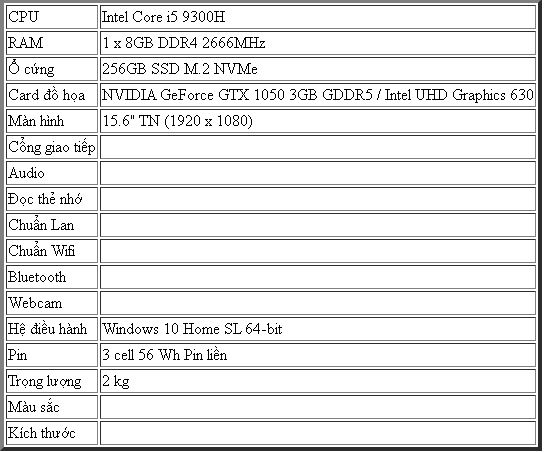 CPU Intel Core i5 9300H
RAM 1 x 8GB DDR4 2666MHz
Ổ cứng 256GB SSD M.2 NVMe
Card đồ họa NVIDIA GeForce GTX 1050 3GB GDDR5 / Intel UHD Graphics 630
Màn hình 15.6" TN (1920 x 1080)
Cổng giao tiếp
Audio
Đọc thẻ nhớ
Chuẩn Lan
Chuẩn Wifi
Bluetooth
Webcam
Hệ điều hành Windows 10 Home SL 64-bit
Pin 3 cell 56 Wh Pin liền
Trọng lượng 2 kg
Màu sắc
Kích thước